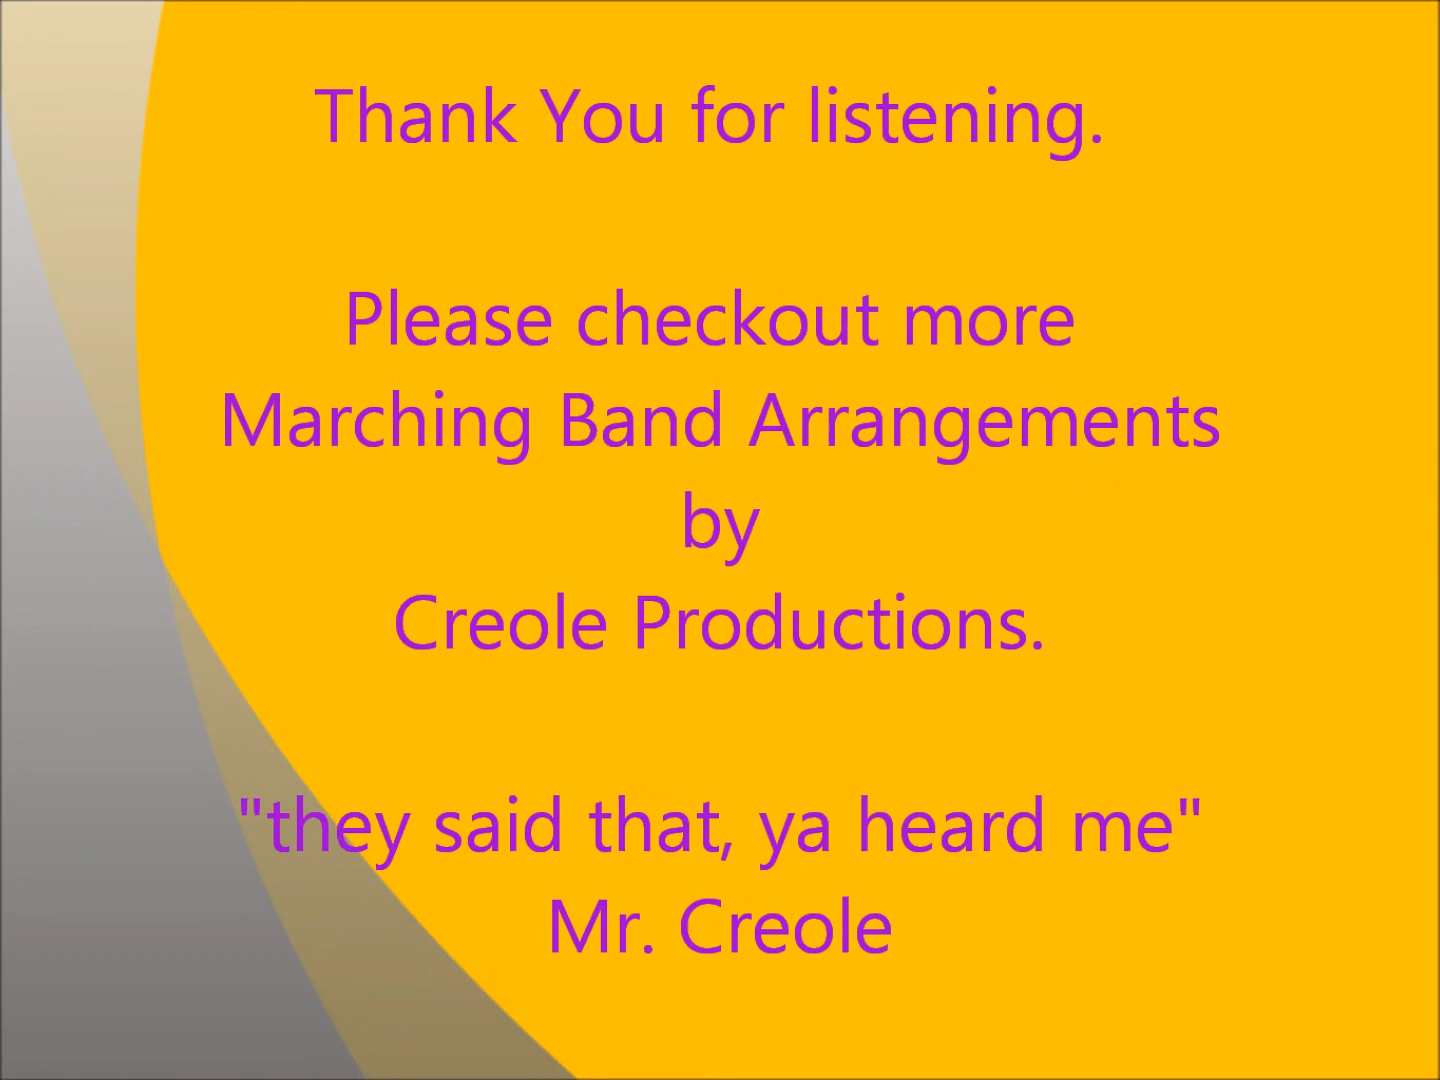 Thank You for listening.
Please checkout more
Marching Band Arrangements
by
Creole Productions.
"they said that, ya heard me"
Mr. Creole